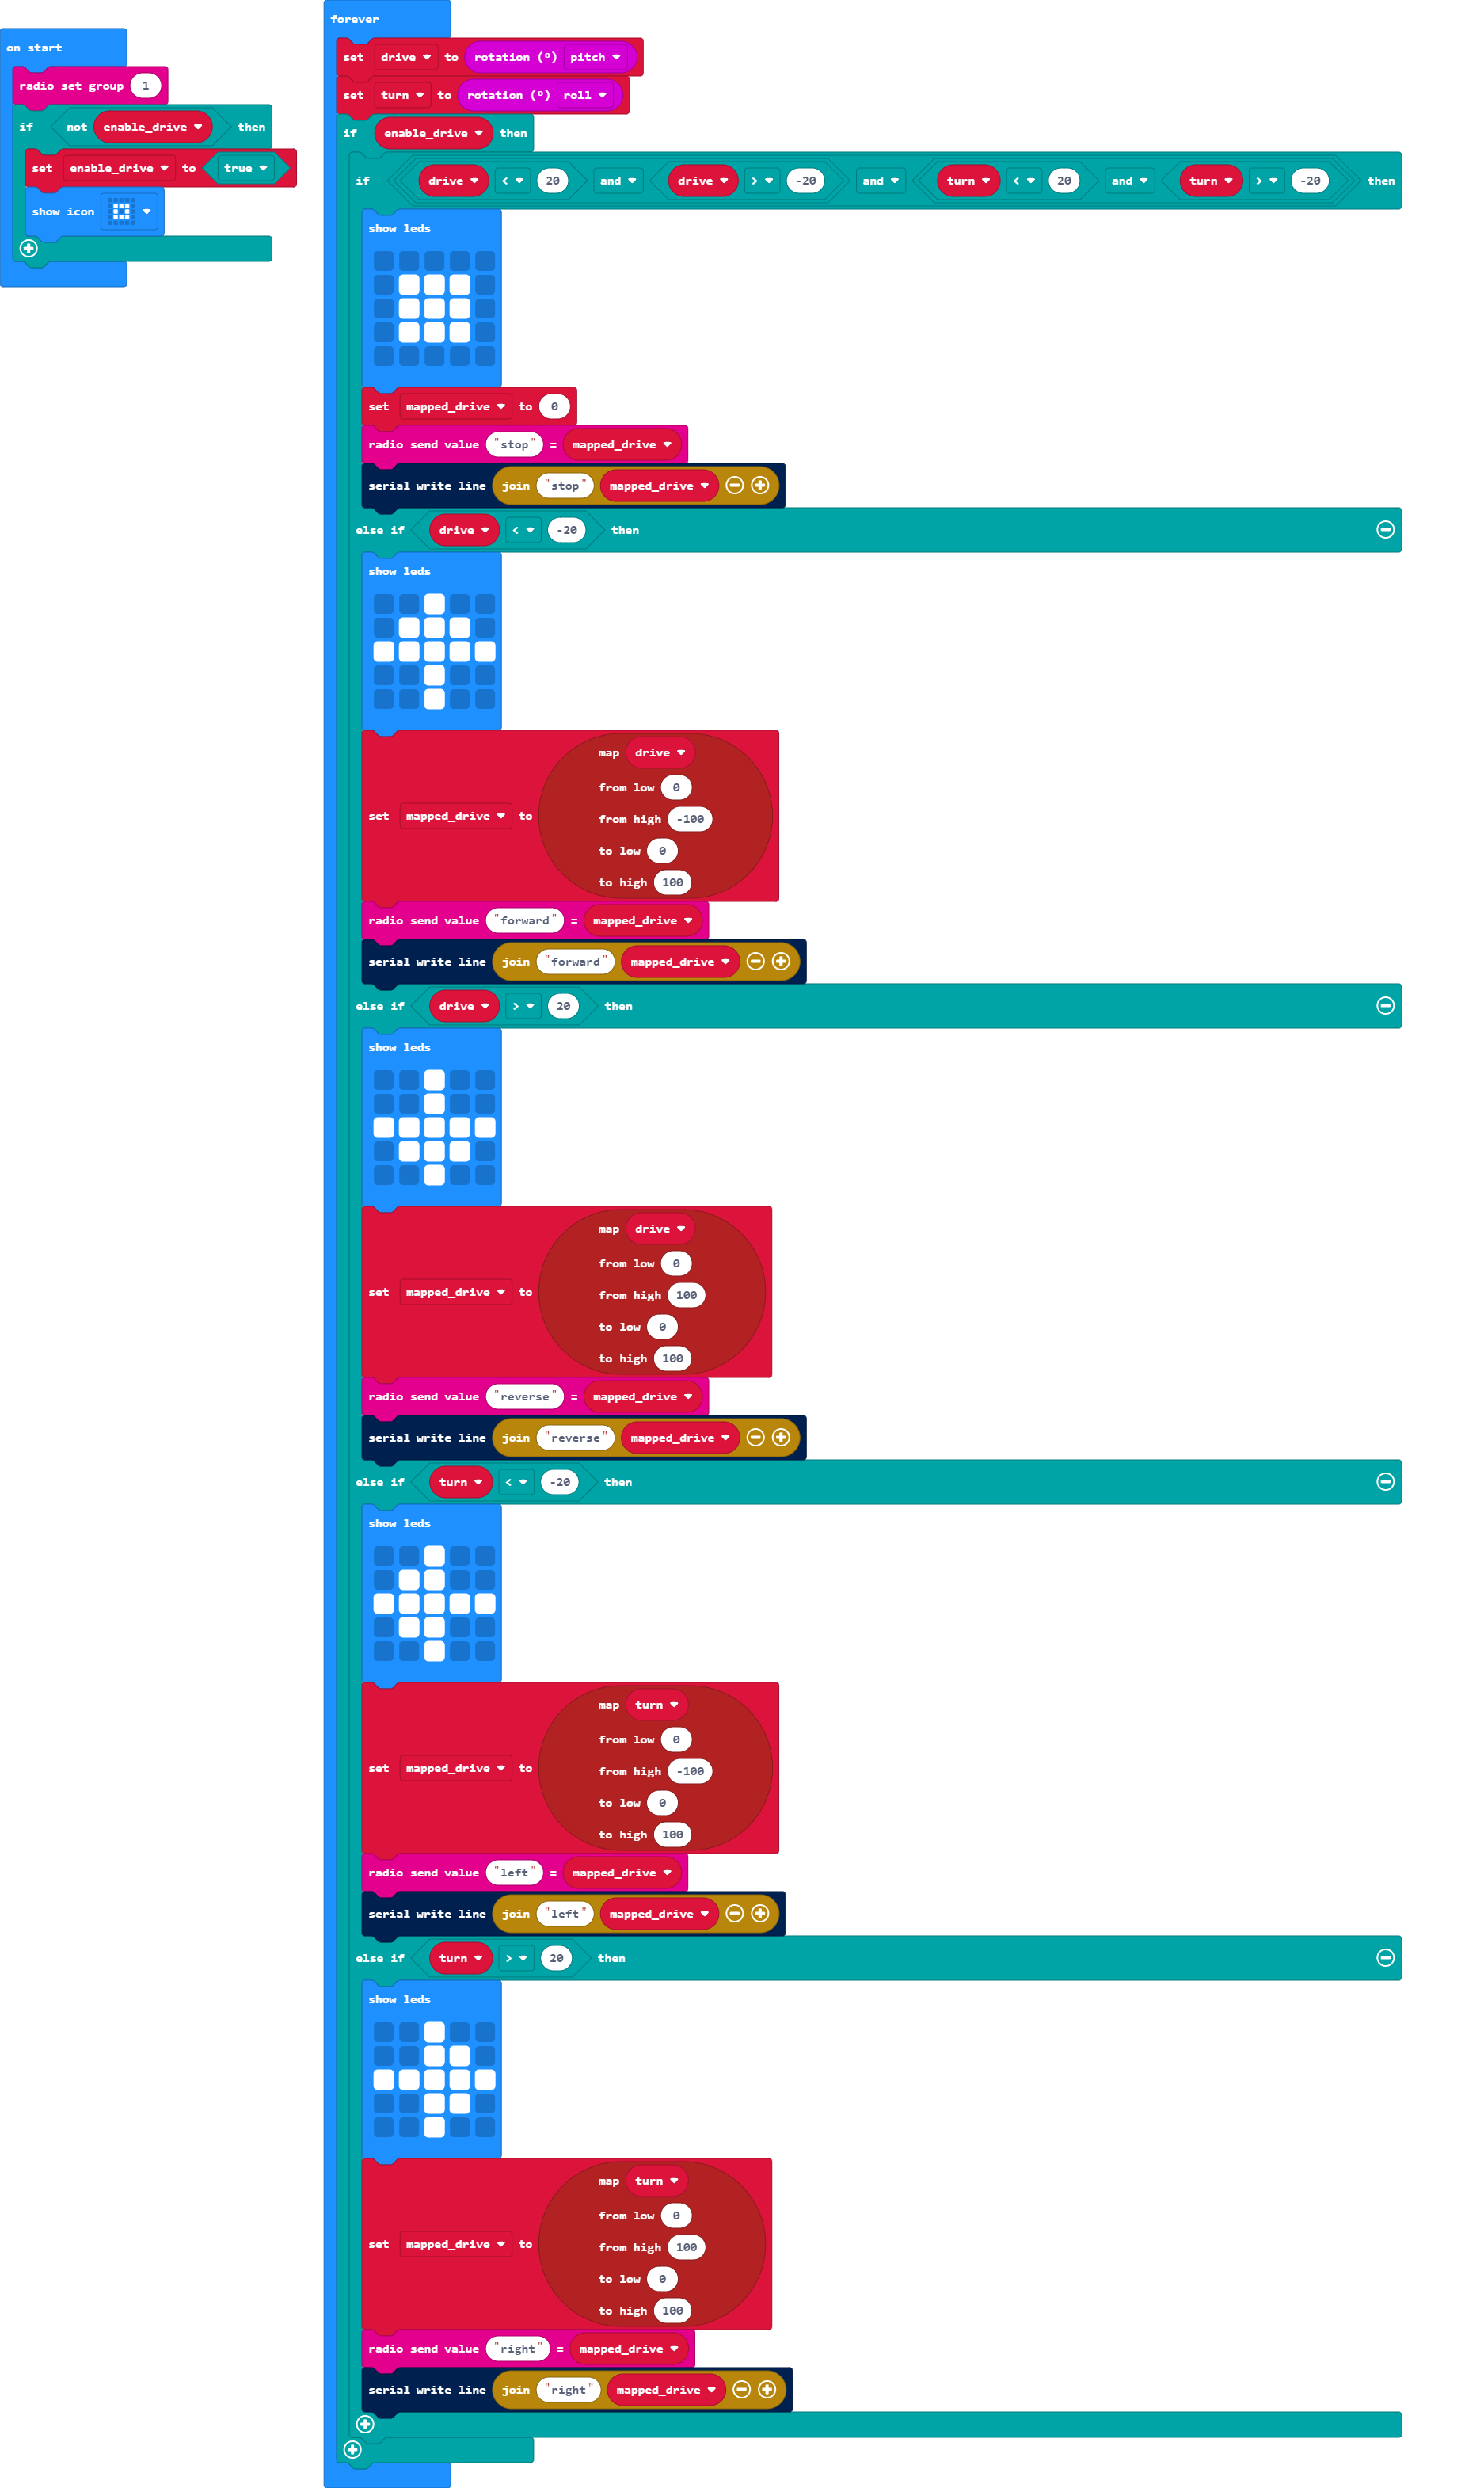 on start
radio set group 1
if not enable_drive then
set enable_drive to true
show icon
forever
set drive to rotation (º) pitch
set turn to rotation (º) roll
if enable_drive then
if drive < 20 and drive > -20 and turn < 20 and turn > -20 then
show leds
set mapped_drive to 0
radio send value "stop" = mapped_drive
serial write line join "stop" mapped_drive
else if drive < -20 then
show leds
map drive
from low 0
from high -100
set mapped_drive to
to low 0
to high 100
radio send value "forward" = mapped_drive
serial write line join "forward" mapped_drive
else if drive > 20 then
show leds
map drive
from low 0
from high 100
set mapped_drive to
to low 0
to high 100
radio send value "reverse" = mapped_drive
serial write line join "reverse" mapped_drive
else if turn < -20 then
show leds
map turn
from low 0
from high -100
set mapped_drive to
to low 0
to high 100
radio send value "left" = mapped_drive
serial write line join "left" mapped_drive
else if turn > 20 then
show leds
map turn
from low 0
from high 100
set mapped_drive to
to low 0
to high 100
radio send value "right" = mapped_drive
serial write line join "right" mapped_drive